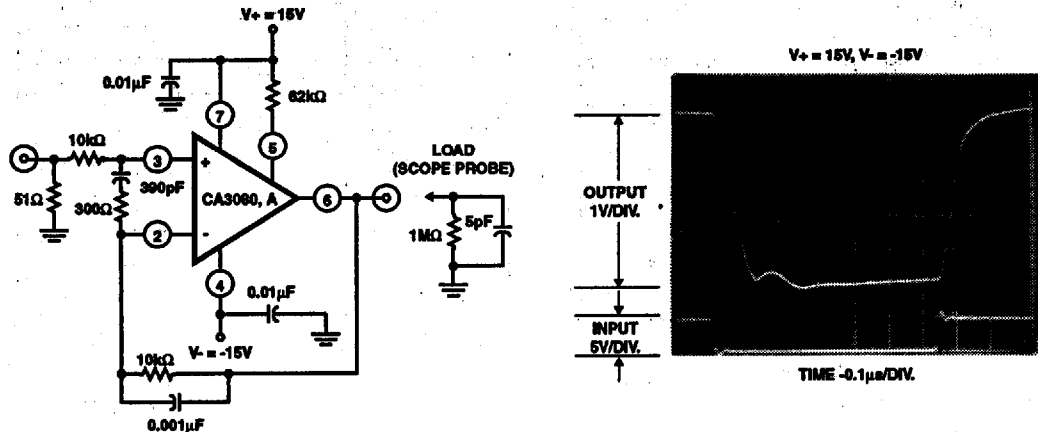 V+ = 15V
0.01μF
62kΩ
7
5
10kΩ
3
+
390pF
CA3080, A
6
51Ω
300Ω
2
-
4
0.01μF
V- = -15V
10kΩ
0.001μF
LOAD
(SCOPE PROBE)
1MΩ
5pF
V+ = 15V, V- = -15V
OUTPUT
1V/DIV.
INPUT
5V/DIV.
TIME -0.1μs/DIV.